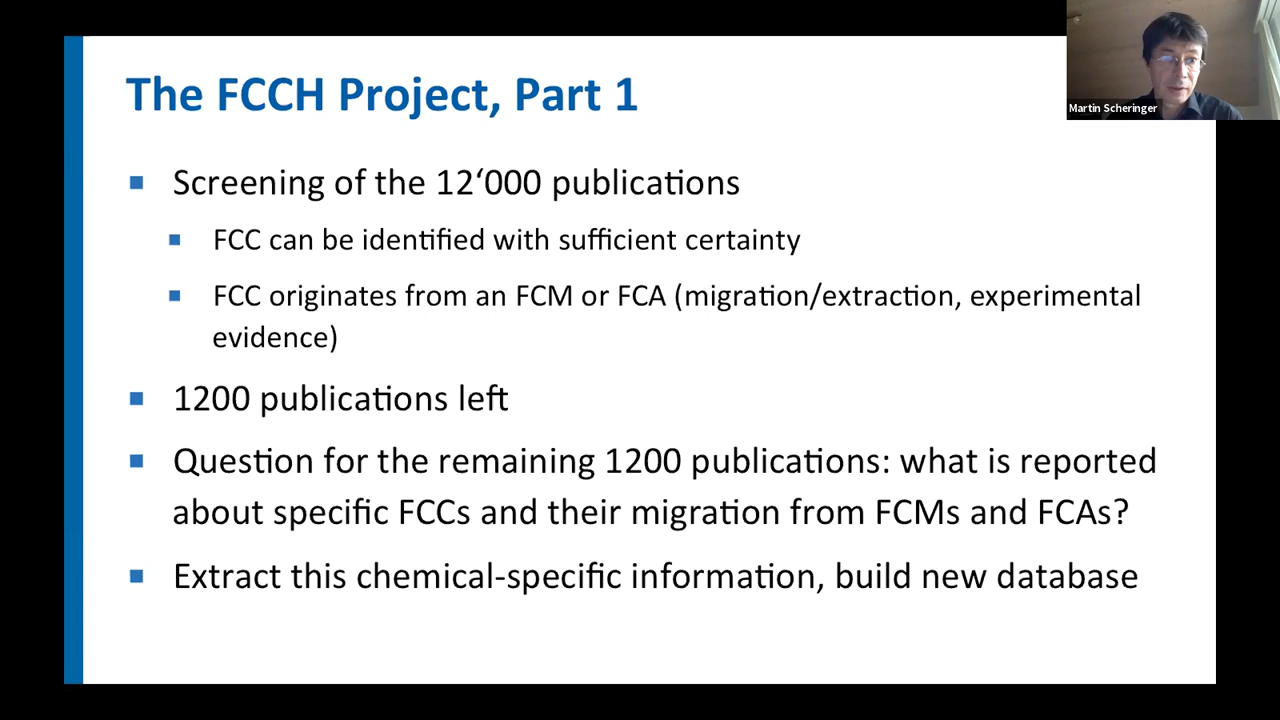 The FCCH Project, Part 1
Martin Scheringer
Screening of the 12‘000 publications
FCC can be identified with sufficient certainty
FCC originates from an FCM or FCA (migration/extraction, experimental
evidence)
1200 publications left
Question for the remaining 1200 publications: what is reported
about specific FCCs and their migration from FCMs and FCAs?
Extract this chemical-specific information, build new database